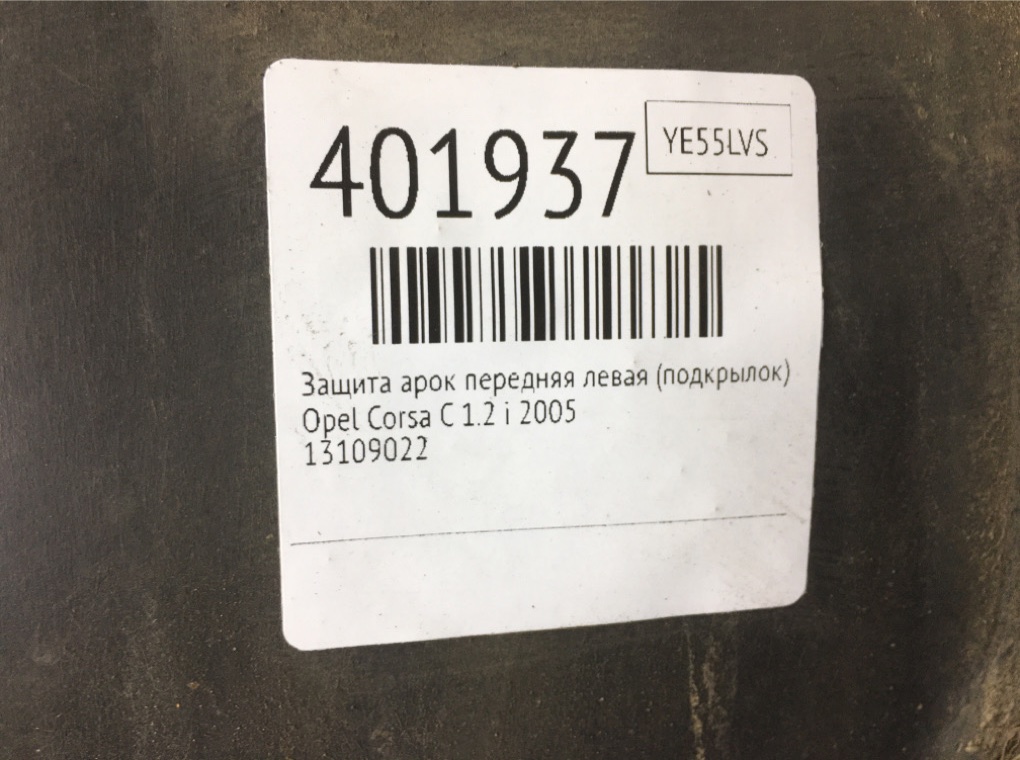 401937
YE55LVS
Защита арок передняя левая (подкрылок)
Opel Corsa C 1.2 i 2005
13109022